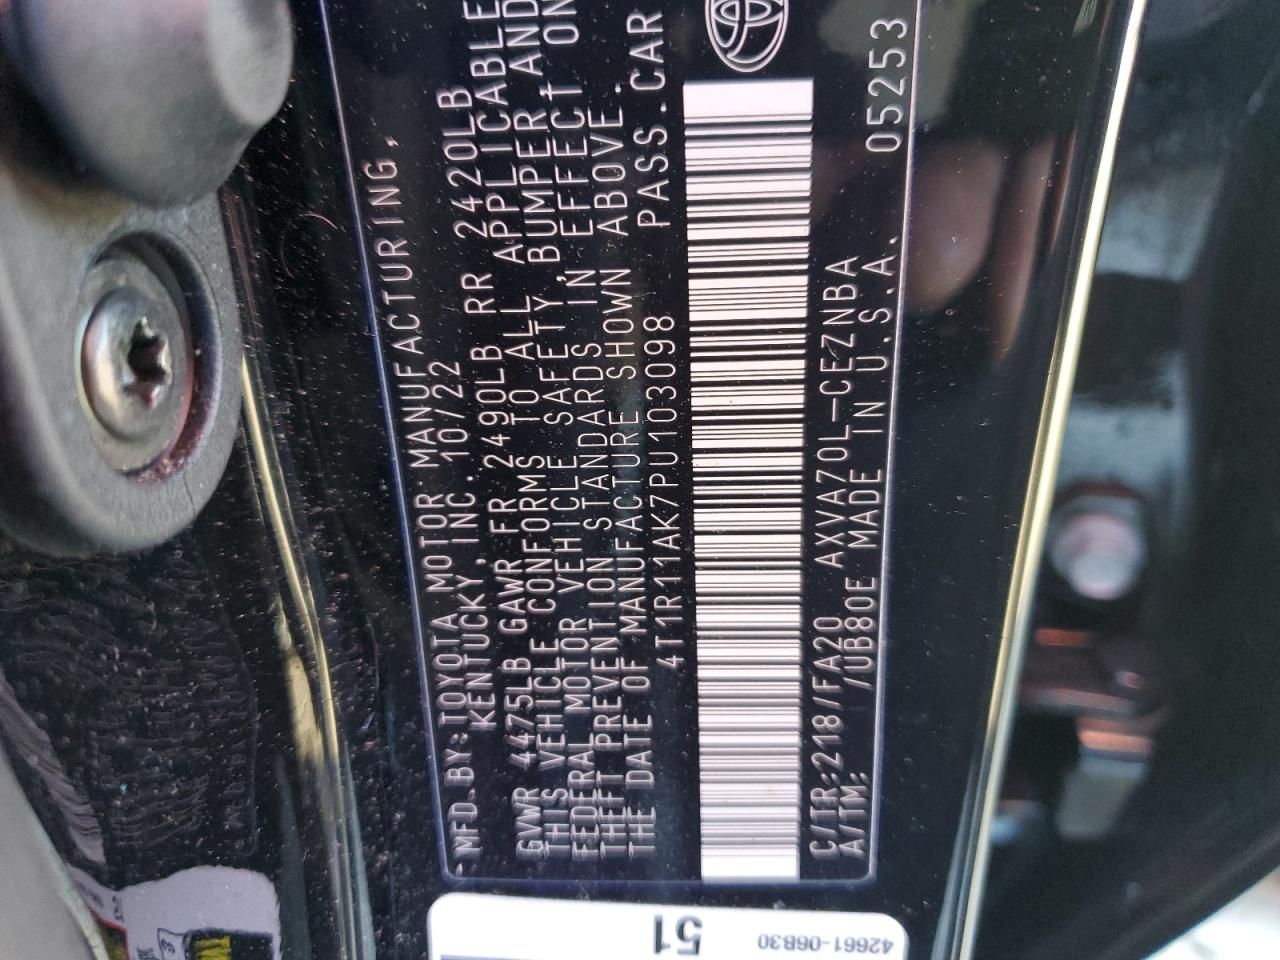 MFD.BY:TOYOTA MOTOR MANUFACTURING,
KENTUCKY,INC.10/22
GVWR 4475LB GAWR FR 2490LB RR 2420LB
THIS VEHICLE CONFORMS TO ALL APPLICABLE
FEDERAL MOTOR VEHICLE SAFETY,BUMPER AND
THEFT PREVENTION STANDARDS IN EFFECT ON
THE DATE OF MANUFACTURE SHOWN ABOVE.
4T1R11AK7PU103098 PASS.CAR
C/TR:218/FA20 AXVA70L-CEZNBA 05253
A/TM: /UB80E MADE IN U.S.A.
51
42661-06B30